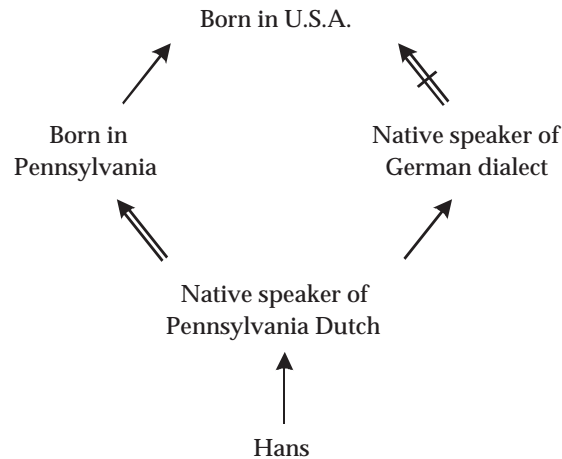 Born in U.S.A.
Born in
Pennsylvania
Native speaker of
German dialect
Native speaker of
Pennsylvania Dutch
Hans